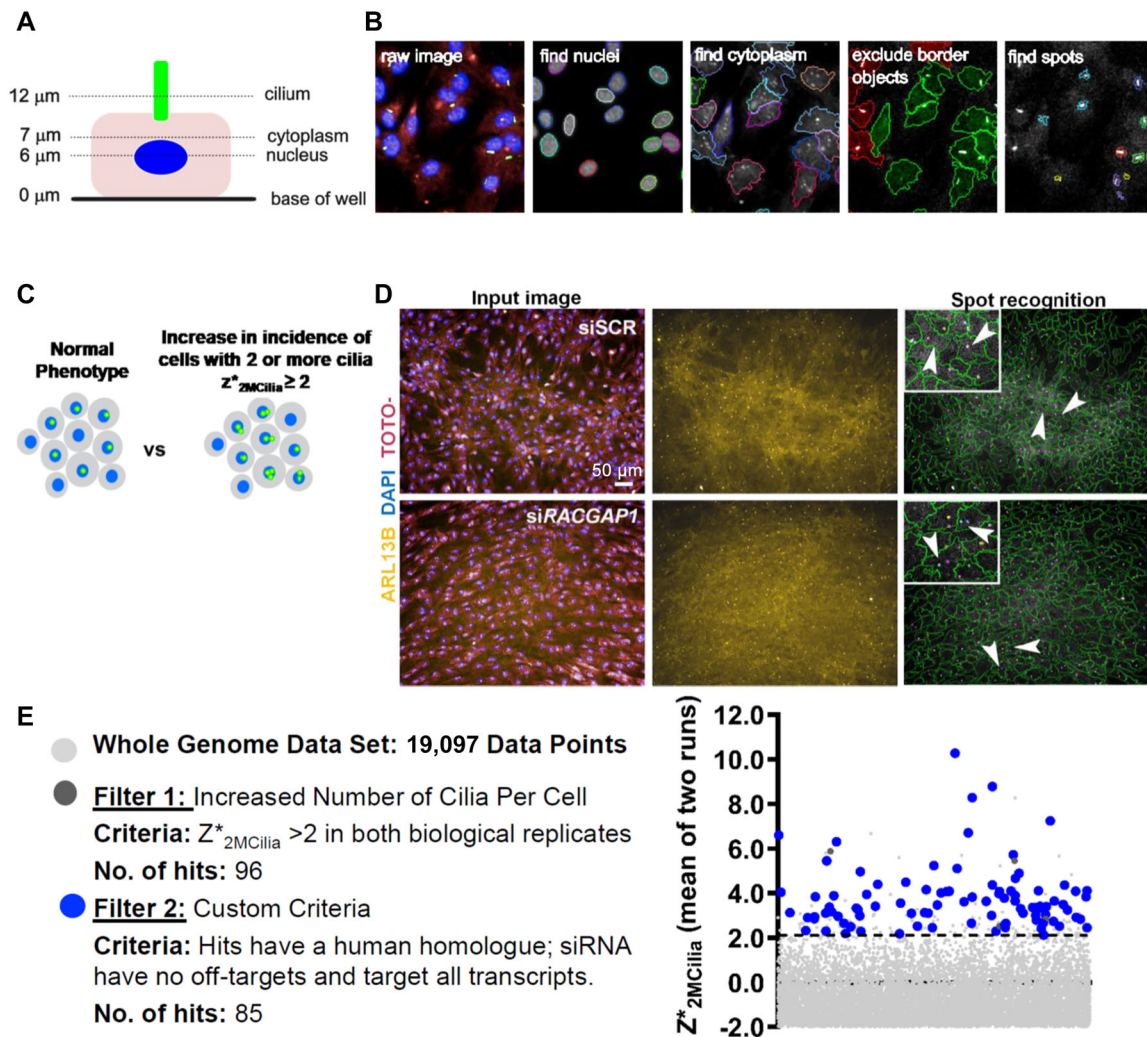 A
12 μm
cilium
7 μm
cytoplasm
6 μm
nucleus
0 μm
base of well
B
raw image
find nuclei
find cytoplasm
exclude border
objects
find spots
C
Normal
Phenotype
vs
Increase in incidence of
cells with 2 or more cilia
z*2MCilia ≥ 2
D
Input image
Spot recognition
siSCR
50 μm
siRACGAP1
ARL13B DAPI TOTO-
E
Whole Genome Data Set: 19,097 Data Points
Filter 1: Increased Number of Cilia Per Cell
Criteria: Z*2MCilia >2 in both biological replicates
No. of hits: 96
Filter 2: Custom Criteria
Criteria: Hits have a human homologue; siRNA
have no off-targets and target all transcripts.
No. of hits: 85
Z*2MCilia (mean of two runs)
12.0
10.0
8.0
6.0
4.0
2.0
0.0
-2.0